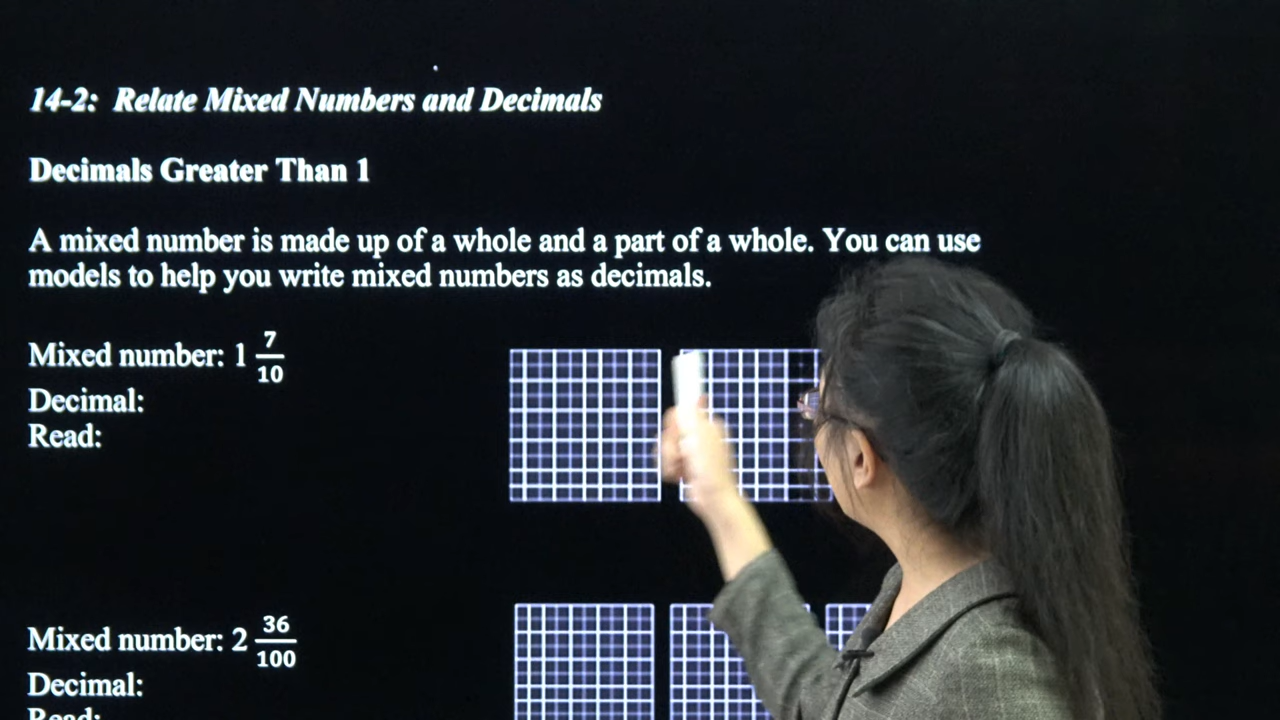 14-2: Relate Mixed Numbers and Decimals
Decimals Greater Than 1
A mixed number is made up of a whole and a part of a whole. You can use
models to help you write mixed numbers as decimals.
Mixed number: 1 7/10
Decimal:
Read:
Mixed number: 2 36/100
Decimal:
Read: